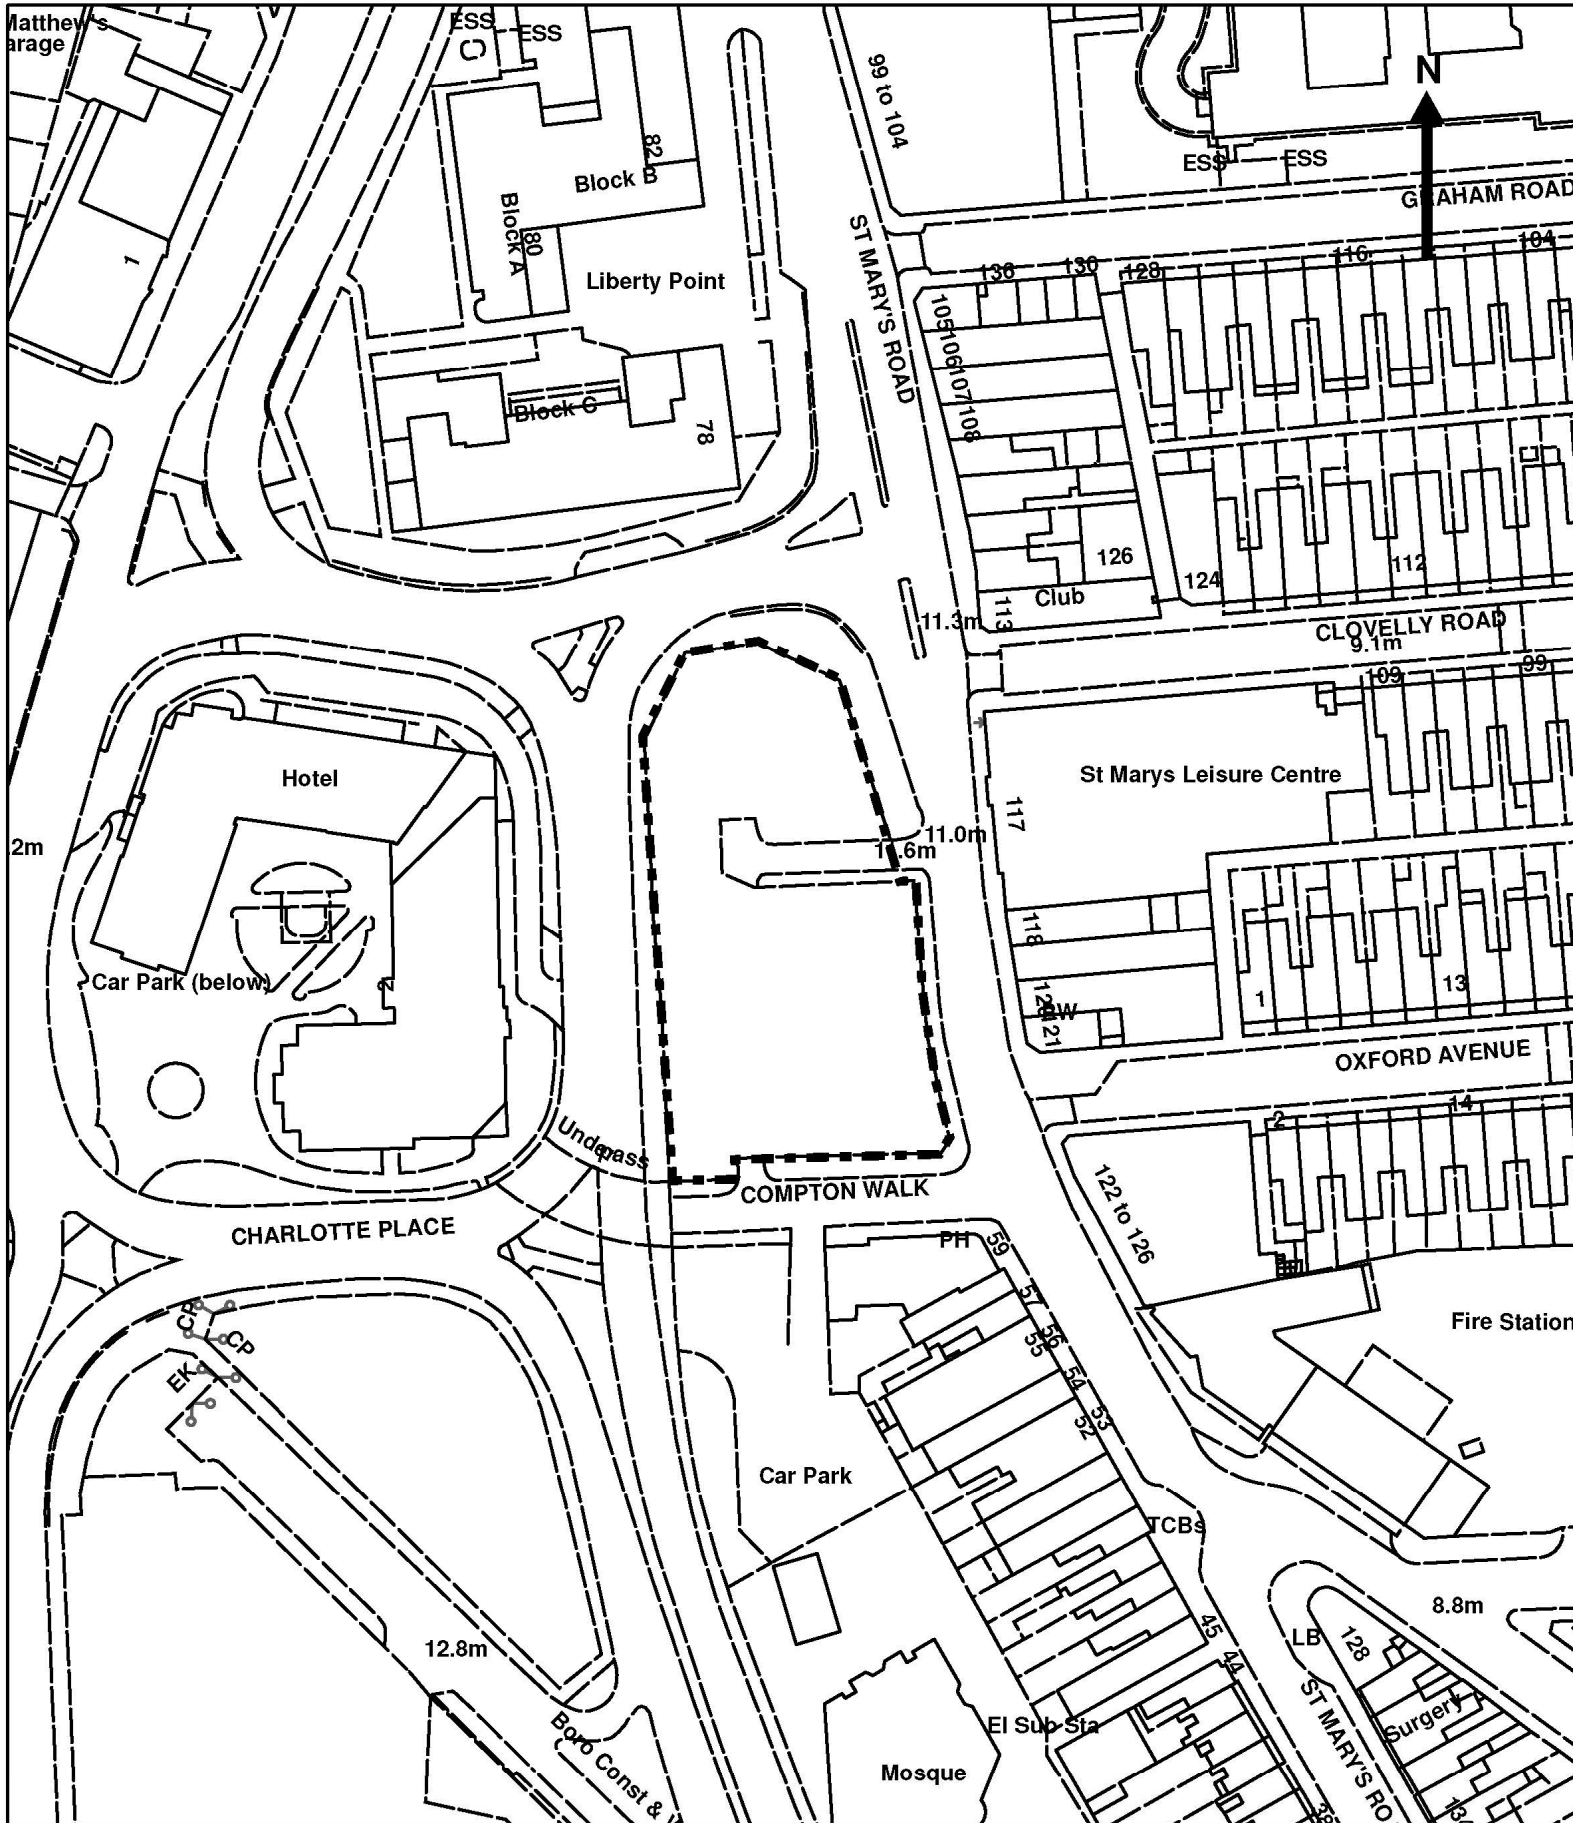 Matthew's
arage
ESS
ESS
99 to 104
N
82
Block B
ESS
ESS
GRAHAM ROAD
Block A
80
1
Liberty Point
ST MARY'S ROAD
136
130
128
116
104
105
106
107
108
Block C
78
126
124
112
Club
113
11.3m
CLOVELLY ROAD
9.1m
109
99
Hotel
St Marys Leisure Centre
117
.2m
11.0m
118
Car Park (below)
2
1
13
121
OXFORD AVENUE
2
14
Underpass
COMPTON WALK
CHARLOTTE PLACE
122 to 126
PH
59
57
56
55
54
53
52
CP
CP
EK
Fire Station
Car Park
TCBs
12.8m
8.8m
45
44
LB
128
Surgery
ST MARY'S RO
El Sub Sta
Boro Const &
Mosque
38